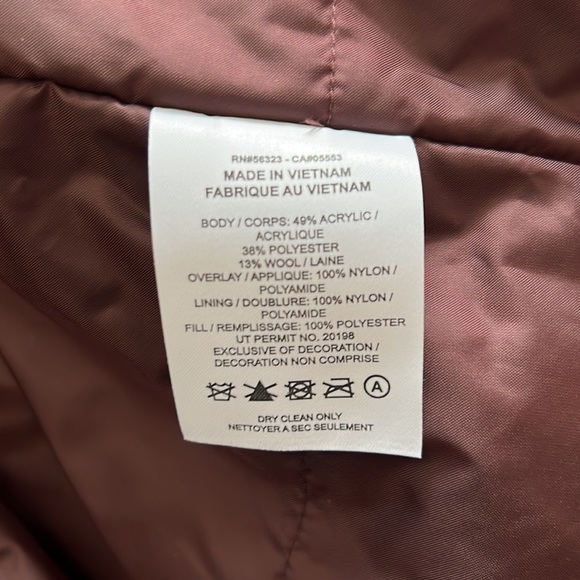 RN#56323 - CA#05553
MADE IN VIETNAM
FABRIQUE AU VIETNAM
BODY / CORPS: 49% ACRYLIC /
ACRYLIQUE
38% POLYESTER
13% WOOL / LAINE
OVERLAY / APPLIQUE: 100% NYLON /
POLYAMIDE
LINING / DOUBLURE: 100% NYLON /
POLYAMIDE
FILL / REMPLISSAGE: 100% POLYESTER
UT PERMIT NO. 20198
EXCLUSIVE OF DECORATION /
DECORATION NON COMPRISE
A
DRY CLEAN ONLY
NETTOYER A SEC SEULEMENT